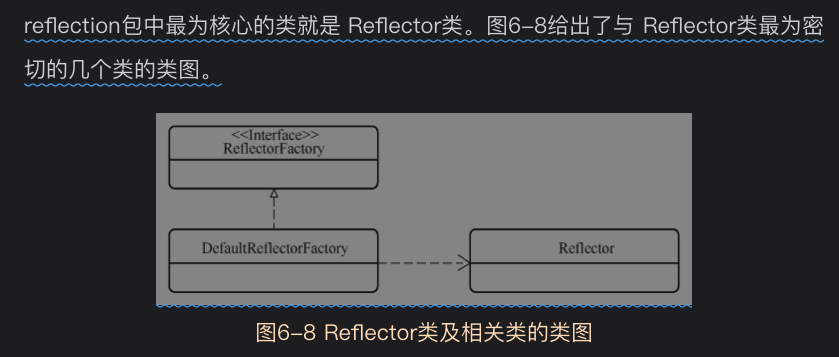 reflection包中最为核心的类就是 Reflector类。图6-8给出了与 Reflector类最为密
切的几个类的类图。
<<Interface>>
ReflectorFactory
DefaultReflectorFactory
Reflector
图6-8 Reflector类及相关类的类图